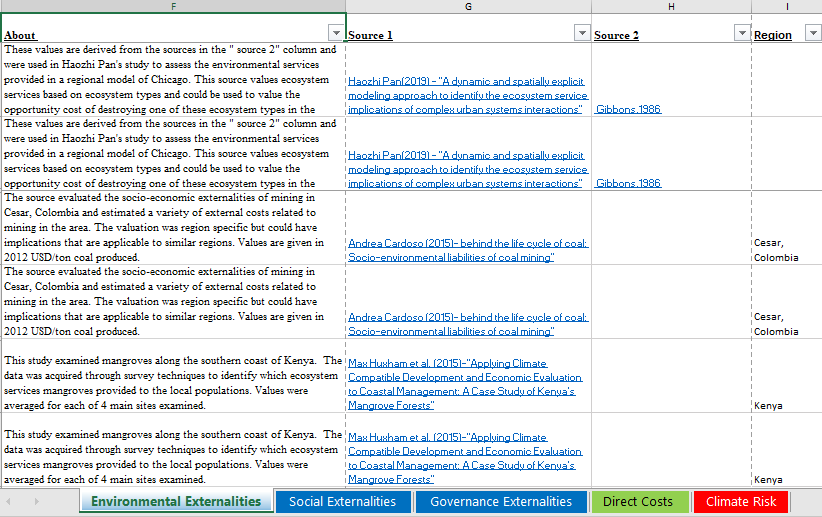 F G H I
About Source 1 Source 2 Region
These values are derived from the sources in the " source 2" column and
were used in Haozhi Pan's study to assess the environmental services
provided in a regional model of Chicago. This source values ecosystem
services based on ecosystem types and could be used to value the
opportunity cost of destroying one of these ecosystem types in the
Haozhi Pan(2019) - "A dynamic and spatially explicit
modeling approach to identify the ecosystem service
implications of complex urban systems interactions"
Gibbons,1986
These values are derived from the sources in the " source 2" column and
were used in Haozhi Pan's study to assess the environmental services
provided in a regional model of Chicago. This source values ecosystem
services based on ecosystem types and could be used to value the
opportunity cost of destroying one of these ecosystem types in the
Haozhi Pan(2019) - "A dynamic and spatially explicit
modeling approach to identify the ecosystem service
implications of complex urban systems interactions"
Gibbons,1986
The source evaluated the socio-economic externalities of mining in
Cesar, Colombia and estimated a variety of external costs related to
mining in the area. The valuation was region specific but could have
implications that are applicable to similar regions. Values are given in
2012 USD/ton coal produced.
Andrea Cardoso (2015)- behind the life cycle of coal:
Socio-environmental liabilities of coal mining"
Cesar,
Colombia
The source evaluated the socio-economic externalities of mining in
Cesar, Colombia and estimated a variety of external costs related to
mining in the area. The valuation was region specific but could have
implications that are applicable to similar regions. Values are given in
2012 USD/ton coal produced.
Andrea Cardoso (2015)- behind the life cycle of coal:
Socio-environmental liabilities of coal mining"
Cesar,
Colombia
This study examined mangroves along the southern coast of Kenya. The
data was acquired through survey techniques to identify which ecosystem
services mangroves provided to the local populations. Values were
averaged for each of 4 main sites examined.
Max Huxham et al. (2015)-"Applying Climate
Compatible Development and Economic Evaluation
to Coastal Management: A Case Study of Kenya's
Mangrove Forests"
Kenya
This study examined mangroves along the southern coast of Kenya. The
data was acquired through survey techniques to identify which ecosystem
services mangroves provided to the local populations. Values were
averaged for each of 4 main sites examined.
Max Huxham et al. (2015)-"Applying Climate
Compatible Development and Economic Evaluation
to Coastal Management: A Case Study of Kenya's
Mangrove Forests"
Kenya
Environmental Externalities Social Externalities Governance Externalities Direct Costs Climate Risk